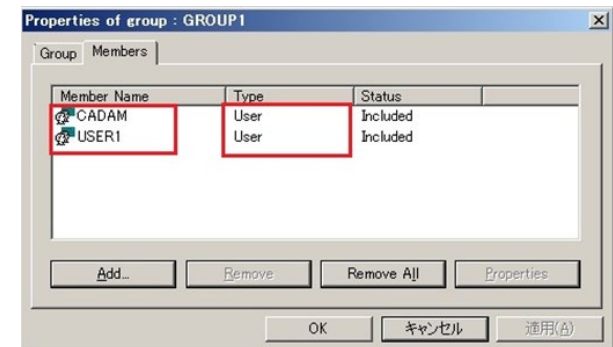 Properties of group : GROUP1
Group Members
Member Name Type Status
CADAM User Included
USER1 User Included
Add... Remove Remove All Properties
OK キャンセル 適用(A)